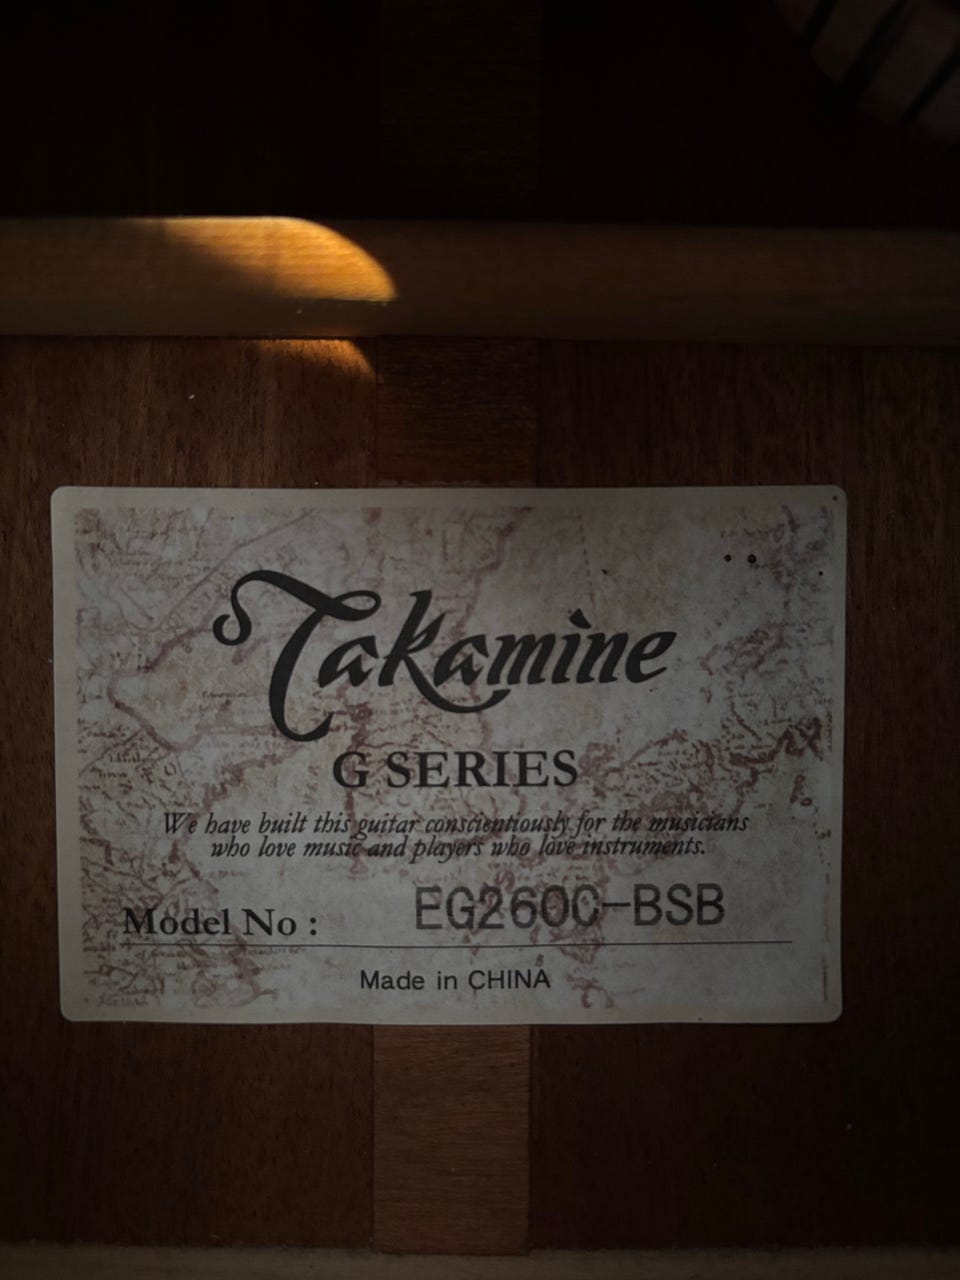 Takamine
G SERIES
We have built this guitar conscientiously for the musicians
who love music and players who love instruments.
Model No : EG260C-BSB
Made in CHINA